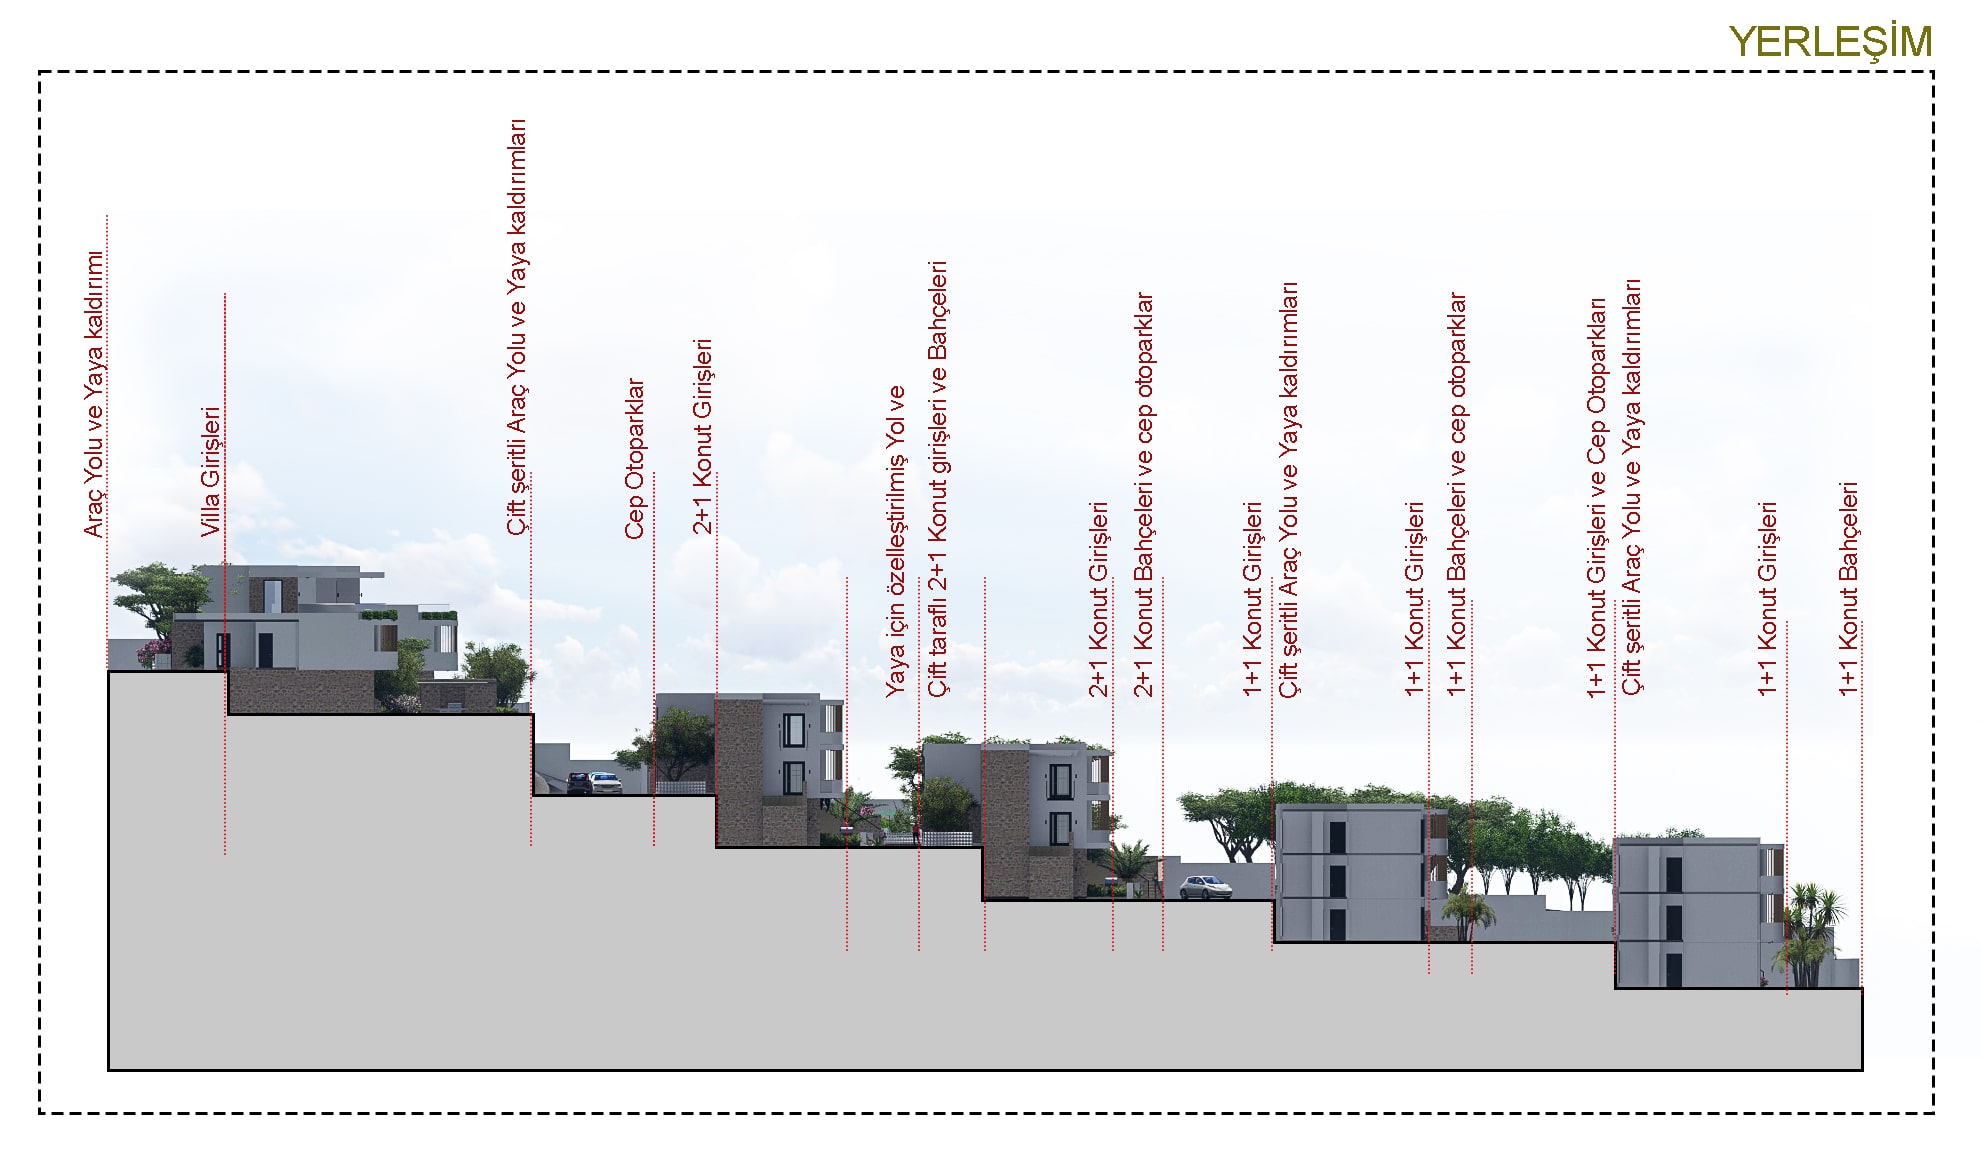 YERLEŞİM
Araç Yolu ve Yaya kaldırımı
Villa Girişleri
Çift şeritli Araç Yolu ve Yaya kaldırımları
Cep Otoparklar
2+1 Konut Girişleri
Yaya için özelleştirilmiş Yol ve
Çift taraflı 2+1 Konut girişleri ve Bahçeleri
2+1 Konut Girişleri
2+1 Konut Bahçeleri ve cep otoparklar
1+1 Konut Girişleri
Çift şeritli Araç Yolu ve Yaya kaldırımları
1+1 Konut Girişleri
1+1 Konut Bahçeleri ve cep otoparklar
1+1 Konut Girişleri ve Cep Otoparkları
Çift şeritli Araç Yolu ve Yaya kaldırımları
1+1 Konut Girişleri
1+1 Konut Bahçeleri